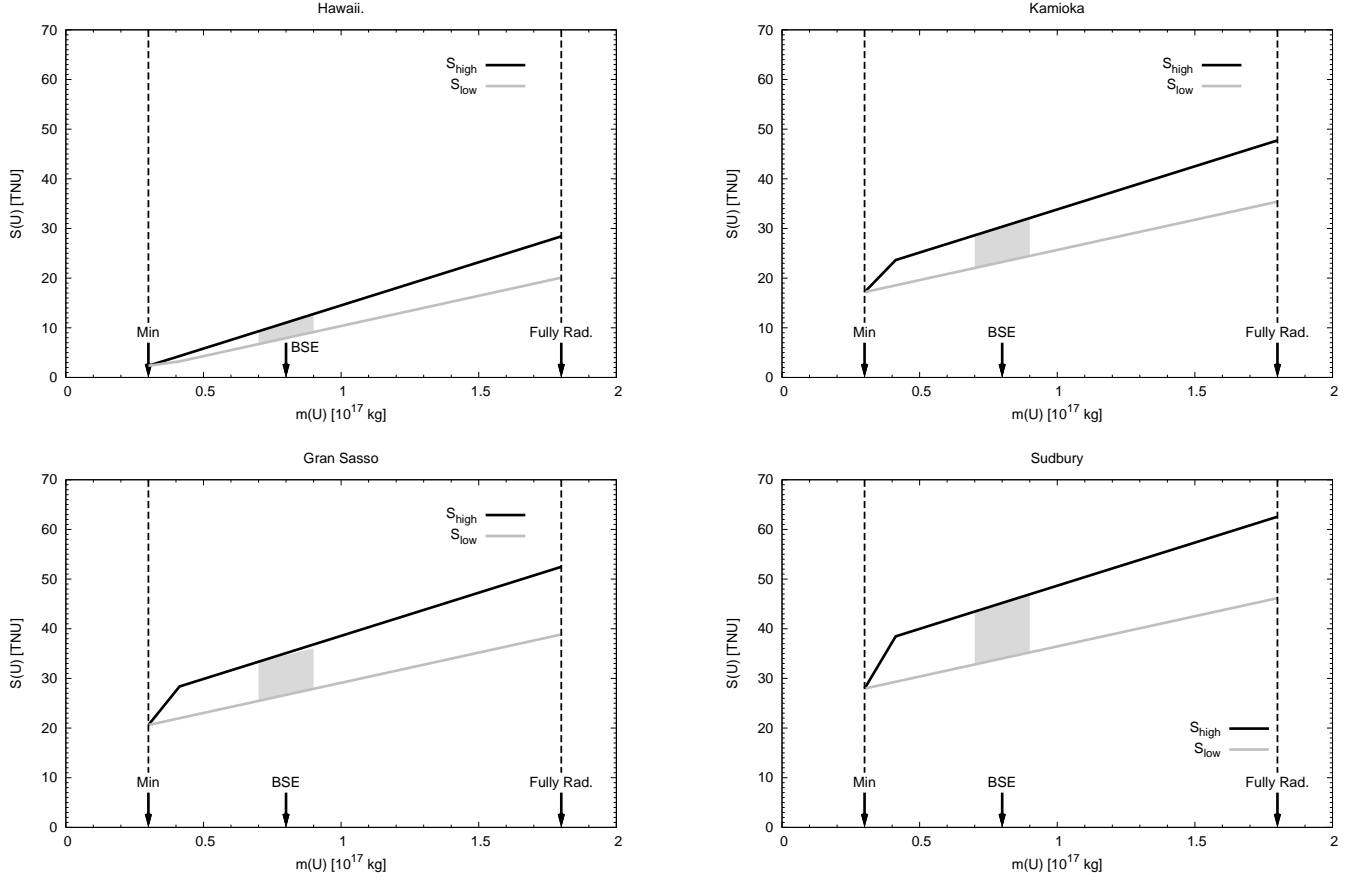 Hawaii.
70
60
50
40
30
20
10
0
S(U) [TNU]
S_high
S_low
Min
BSE
Fully Rad.
0
0.5
1
1.5
2
m(U) [10^17 kg]
Kamioka
70
60
50
40
30
20
10
0
S(U) [TNU]
S_high
S_low
Min
BSE
Fully Rad.
0
0.5
1
1.5
2
m(U) [10^17 kg]
Gran Sasso
70
60
50
40
30
20
10
0
S(U) [TNU]
S_high
S_low
Min
BSE
Fully Rad.
0
0.5
1
1.5
2
m(U) [10^17 kg]
Sudbury
70
60
50
40
30
20
10
0
S(U) [TNU]
S_high
S_low
Min
BSE
Fully Rad.
0
0.5
1
1.5
2
m(U) [10^17 kg]